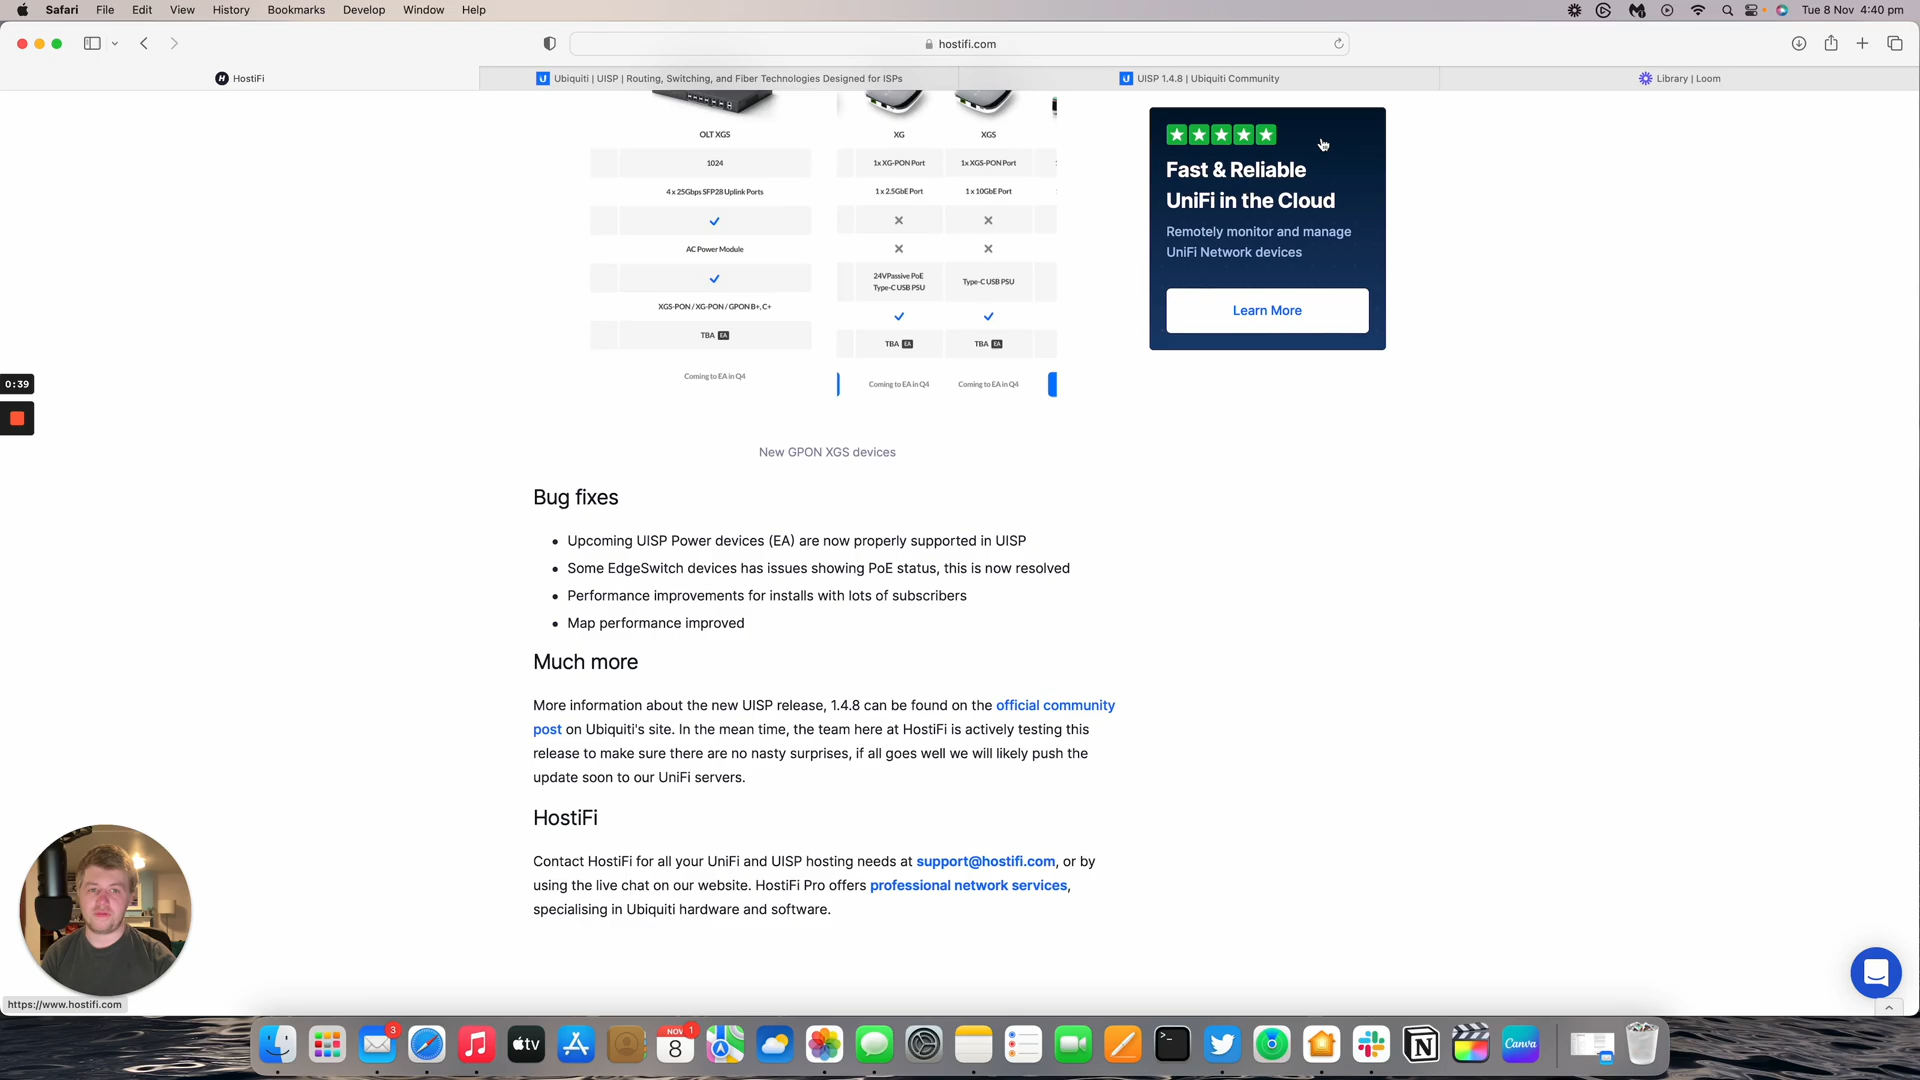 Safari File Edit View History Bookmarks Develop Window Help Tue 8 Nov 4:40 pm
hostifi.com
HostiFi
Ubiquiti | UISP | Routing, Switching, and Fiber Technologies Designed for ISPs
UISP 1.4.8 | Ubiquiti Community
Library | Loom
OLT XGS
1024
4 x 25Gbps SFP28 Uplink Ports
AC Power Module
XGS-PON / XG-PON / GPON B+, C+
TBA EA
Coming to EA in Q4
XG XGS
1x XG-PON Port 1x XGS-PON Port
1 x 2.5GbE Port 1 x 10GbE Port
24VPassive PoE
Type-C USB PSU
Type-C USB PSU
TBA EA TBA EA
Coming to EA in Q4 Coming to EA in Q4
New GPON XGS devices
Fast & Reliable
UniFi in the Cloud
Remotely monitor and manage
UniFi Network devices
Learn More
0:39
Bug fixes
• Upcoming UISP Power devices (EA) are now properly supported in UISP
• Some EdgeSwitch devices has issues showing PoE status, this is now resolved
• Performance improvements for installs with lots of subscribers
• Map performance improved
Much more
More information about the new UISP release, 1.4.8 can be found on the official community
post on Ubiquiti's site. In the mean time, the team here at HostiFi is actively testing this
release to make sure there are no nasty surprises, if all goes well we will likely push the
update soon to our UniFi servers.
HostiFi
Contact HostiFi for all your UniFi and UISP hosting needs at support@hostifi.com, or by
using the live chat on our website. HostiFi Pro offers professional network services,
specialising in Ubiquiti hardware and software.
https://www.hostifi.com
3
tv
NOV 1
8
Canva